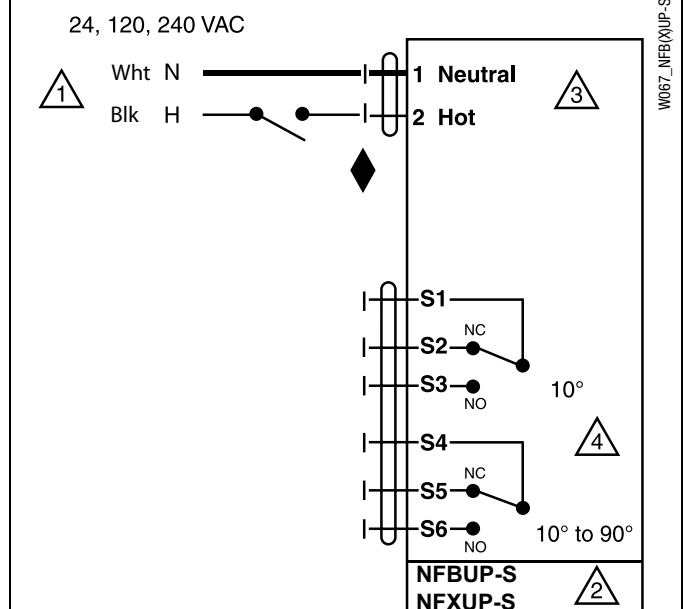 24, 120, 240 VAC
W067_NFB(X)UP-S
1
Wht N
1 Neutral
3
Blk H
2 Hot
S1
NC
S2
S3
10°
NO
S4
4
NC
S5
S6
10° to 90°
NO
NFBUP-S
2
NFXUP-S